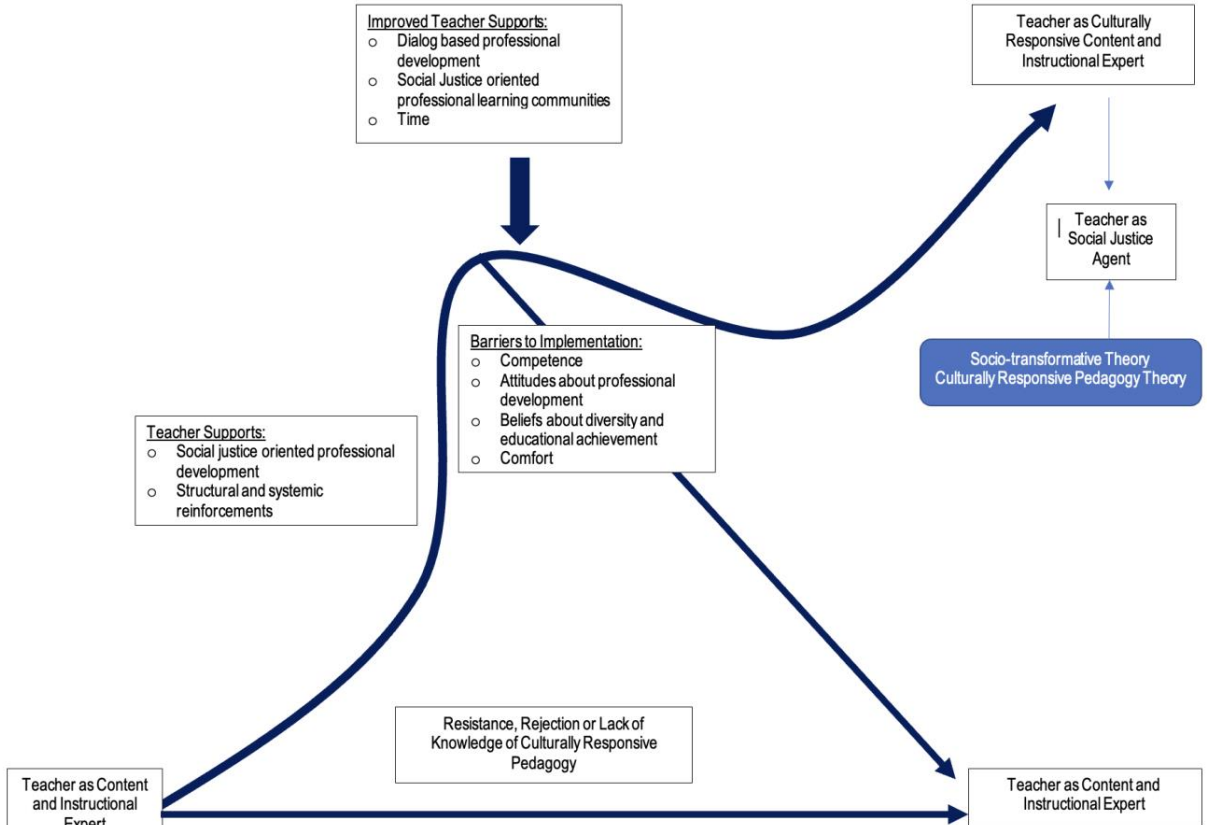 Improved Teacher Supports:
o Dialog based professional
development
o Social Justice oriented
professional learning communities
o Time
Teacher as Culturally
Responsive Content and
Instructional Expert
Teacher as
Social Justice
Agent
Barriers to Implementation:
o Competence
o Attitudes about professional
development
o Beliefs about diversity and
educational achievement
o Comfort
Socio-transformative Theory
Culturally Responsive Pedagogy Theory
Teacher Supports:
o Social justice oriented professional
development
o Structural and systemic
reinforcements
Resistance, Rejection or Lack of
Knowledge of Culturally Responsive
Pedagogy
Teacher as Content
and Instructional
Expert
Teacher as Content and
Instructional Expert